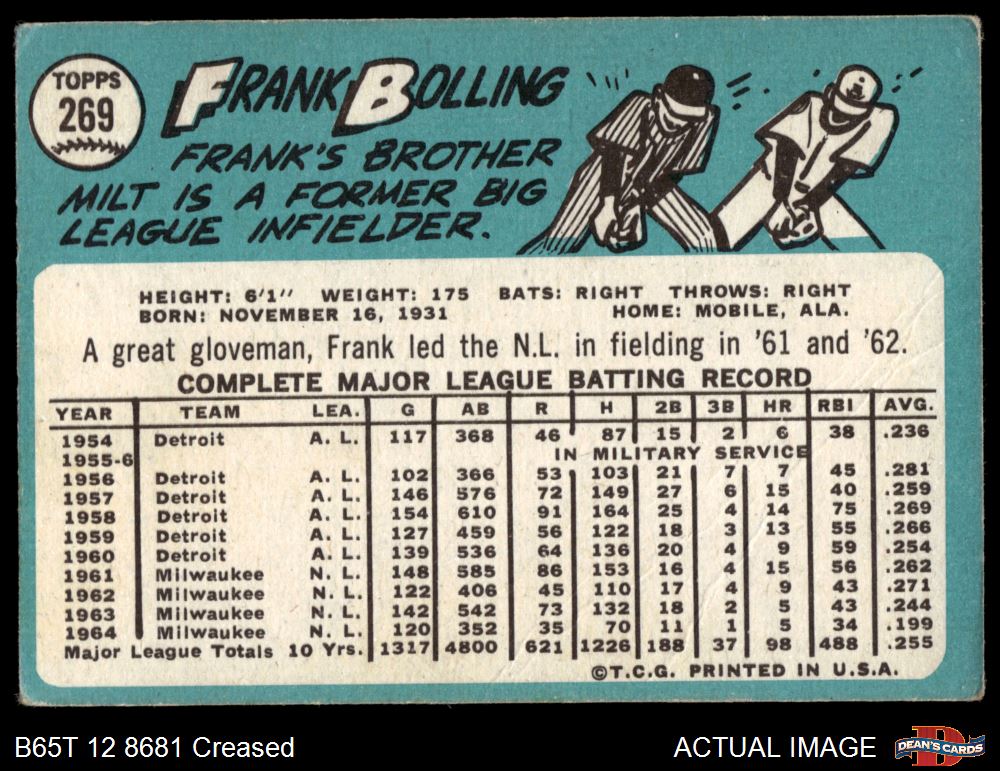 TOPPS
269
FRANK BOLLING
FRANK'S BROTHER
MILT IS A FORMER BIG
LEAGUE INFIELDER.
HEIGHT: 6'1" WEIGHT: 175 BATS: RIGHT THROWS: RIGHT
BORN: NOVEMBER 16, 1931 HOME: MOBILE, ALA.
A great gloveman, Frank led the N.L. in fielding in '61 and '62.
COMPLETE MAJOR LEAGUE BATTING RECORD
YEAR TEAM LEA. G AB R H 2B 3B HR RBI AVG.
1954 Detroit A. L. 117 368 46 87 15 2 6 38 .236
1955-6 IN MILITARY SERVICE
1956 Detroit A. L. 102 366 53 103 21 7 7 45 .281
1957 Detroit A. L. 146 576 72 149 27 6 15 40 .259
1958 Detroit A. L. 154 610 91 164 25 4 14 75 .269
1959 Detroit A. L. 127 459 56 122 18 3 13 55 .266
1960 Detroit A. L. 139 536 64 136 20 4 9 59 .254
1961 Milwaukee N. L. 148 585 86 153 16 4 15 56 .262
1962 Milwaukee N. L. 122 406 45 110 17 4 9 43 .271
1963 Milwaukee N. L. 142 542 73 132 18 2 5 43 .244
1964 Milwaukee N. L. 120 352 35 70 11 1 5 34 .199
Major League Totals 10 Yrs. 1317 4800 621 1226 188 37 98 488 .255
©T.C.G. PRINTED IN U.S.A.
B65T 12 8681 Creased ACTUAL IMAGE
D
DEAN'S CARDS